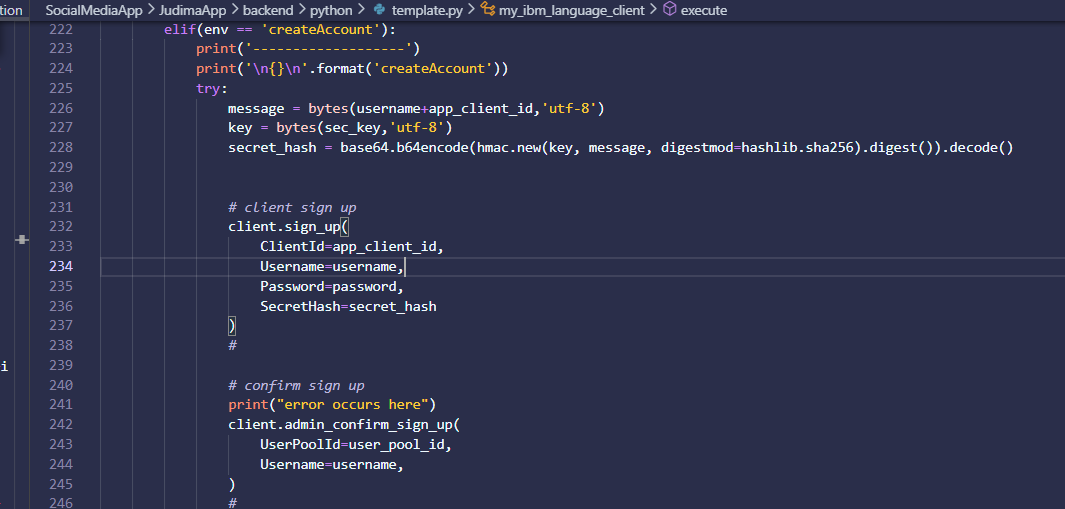 tion SocialMediaApp > JudimaApp > backend > python > template.py > my_ibm_language_client > execute
222 elif(env == 'createAccount'):
223 print('-------------------')
224 print('\n{}\n'.format('createAccount'))
225 try:
226 message = bytes(username+app_client_id,'utf-8')
227 key = bytes(sec_key,'utf-8')
228 secret_hash = base64.b64encode(hmac.new(key, message, digestmod=hashlib.sha256).digest()).decode()
229
230
231 # client sign up
232 client.sign_up(
233 ClientId=app_client_id,
234 Username=username,
235 Password=password,
236 SecretHash=secret_hash
237 )
238 #
i 239
240 # confirm sign up
241 print("error occurs here")
242 client.admin_confirm_sign_up(
243 UserPoolId=user_pool_id,
244 Username=username,
245 )
246 #